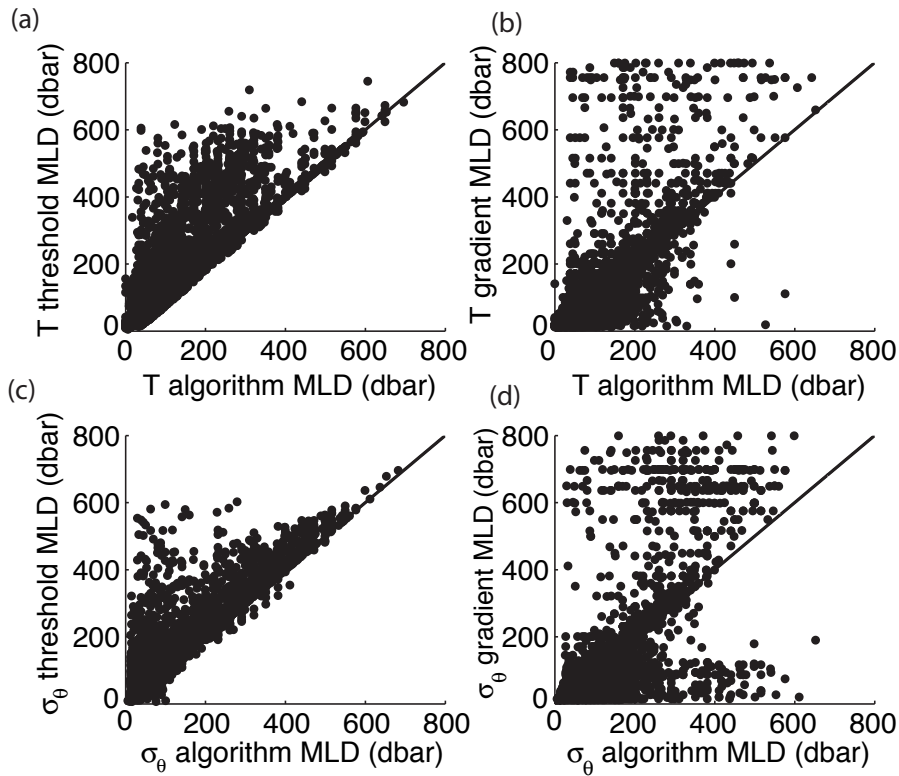 (a)
T threshold MLD (dbar)
800
600
400
200
0
0 200 400 600 800
T algorithm MLD (dbar)
(b)
T gradient MLD (dbar)
800
600
400
200
0
0 200 400 600 800
T algorithm MLD (dbar)
(c)
σθ threshold MLD (dbar)
800
600
400
200
0
0 200 400 600 800
σθ algorithm MLD (dbar)
(d)
σθ gradient MLD (dbar)
800
600
400
200
0
0 200 400 600 800
σθ algorithm MLD (dbar)